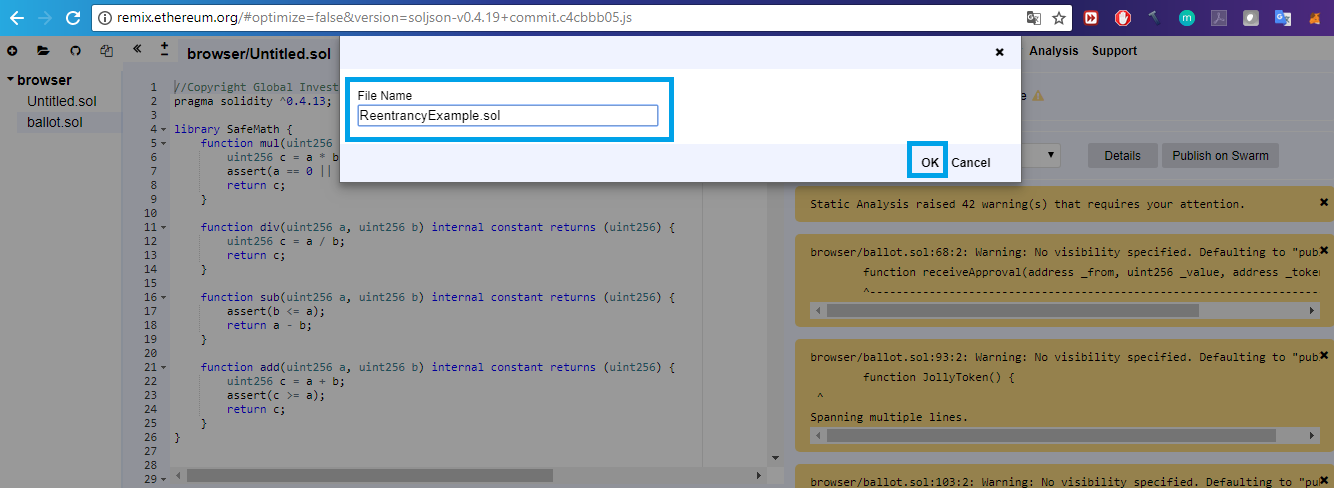 remix.ethereum.org/#optimize=false&version=soljson-v0.4.19+commit.c4cbbb05.js
browser/Untitled.sol
Analysis Support
browser
Untitled.sol
ballot.sol
File Name
ReentrancyExample.sol
OK Cancel
Details Publish on Swarm
1 //Copyright Global Invest
2 pragma solidity ^0.4.13;
3
4 library SafeMath {
5 function mul(uint256
6 uint256 c = a * b
7 assert(a == 0 ||
8 return c;
9 }
10
11 function div(uint256 a, uint256 b) internal constant returns (uint256) {
12 uint256 c = a / b;
13 return c;
14 }
15
16 function sub(uint256 a, uint256 b) internal constant returns (uint256) {
17 assert(b <= a);
18 return a - b;
19 }
20
21 function add(uint256 a, uint256 b) internal constant returns (uint256) {
22 uint256 c = a + b;
23 assert(c >= a);
24 return c;
25 }
26 }
27
28
29
Static Analysis raised 42 warning(s) that requires your attention.
browser/ballot.sol:68:2: Warning: No visibility specified. Defaulting to "pub
function receiveApproval(address _from, uint256 _value, address _token
^-----------------------------------------------------------------
browser/ballot.sol:93:2: Warning: No visibility specified. Defaulting to "pub
function JollyToken() {
^
Spanning multiple lines.
browser/ballot.sol:103:2: Warning: No visibility specified. Defaulting to "pu